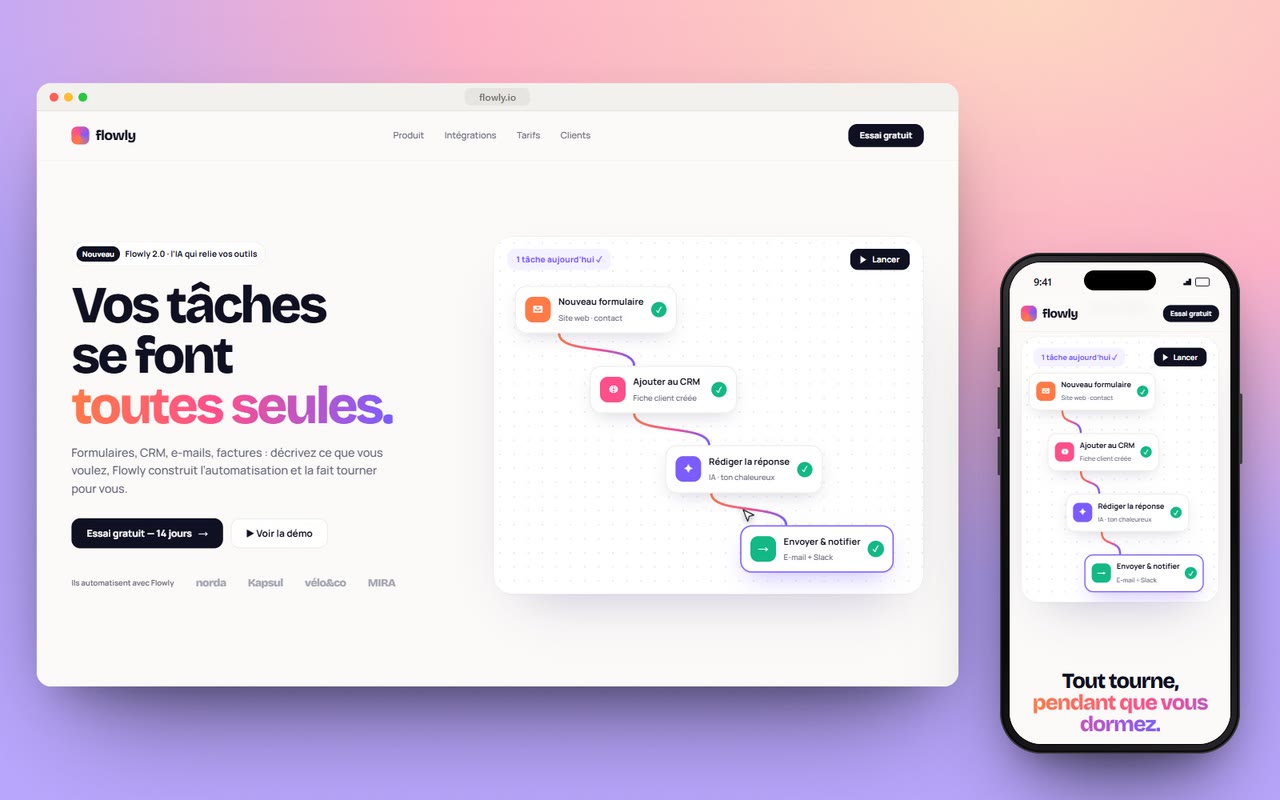 flowly.io
flowly
Produit Intégrations Tarifs Clients
Essai gratuit
Nouveau Flowly 2.0 · l'IA qui relie vos outils
Vos tâches
se font
toutes seules.
Formulaires, CRM, e-mails, factures : décrivez ce que vous
voulez, Flowly construit l'automatisation et la fait tourner
pour vous.
Essai gratuit — 14 jours →
▶ Voir la démo
Ils automatisent avec Flowly norda Kapsul vélo&co MIRA
1 tâche aujourd'hui ✓
▶ Lancer
Nouveau formulaire
Site web · contact
Ajouter au CRM
Fiche client créée
Rédiger la réponse
IA · ton chaleureux
Envoyer & notifier
E-mail + Slack
9:41
flowly
Essai gratuit
1 tâche aujourd'hui ✓
▶ Lancer
Nouveau formulaire
Site web · contact
Ajouter au CRM
Fiche client créée
Rédiger la réponse
IA · ton chaleureux
Envoyer & notifier
E-mail + Slack
Tout tourne,
pendant que vous
dormez.